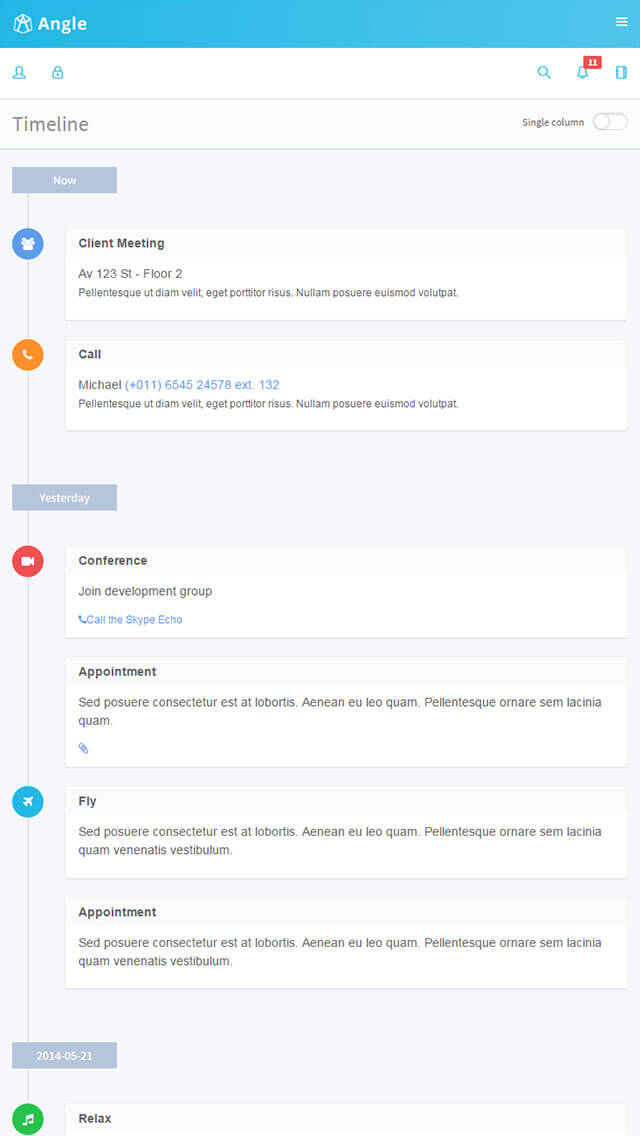 Angle
11
Timeline
Single column
Now
Client Meeting
Av 123 St - Floor 2
Pellentesque ut diam velit, eget porttitor risus. Nullam posuere euismod volutpat.
Call
Michael (+011) 6545 24578 ext. 132
Pellentesque ut diam velit, eget porttitor risus. Nullam posuere euismod volutpat.
Yesterday
Conference
Join development group
Call the Skype Echo
Appointment
Sed posuere consectetur est at lobortis. Aenean eu leo quam. Pellentesque ornare sem lacinia
quam.
Fly
Sed posuere consectetur est at lobortis. Aenean eu leo quam. Pellentesque ornare sem lacinia
quam venenatis vestibulum.
Appointment
Sed posuere consectetur est at lobortis. Aenean eu leo quam. Pellentesque ornare sem lacinia
quam venenatis vestibulum.
2014-05-21
Relax